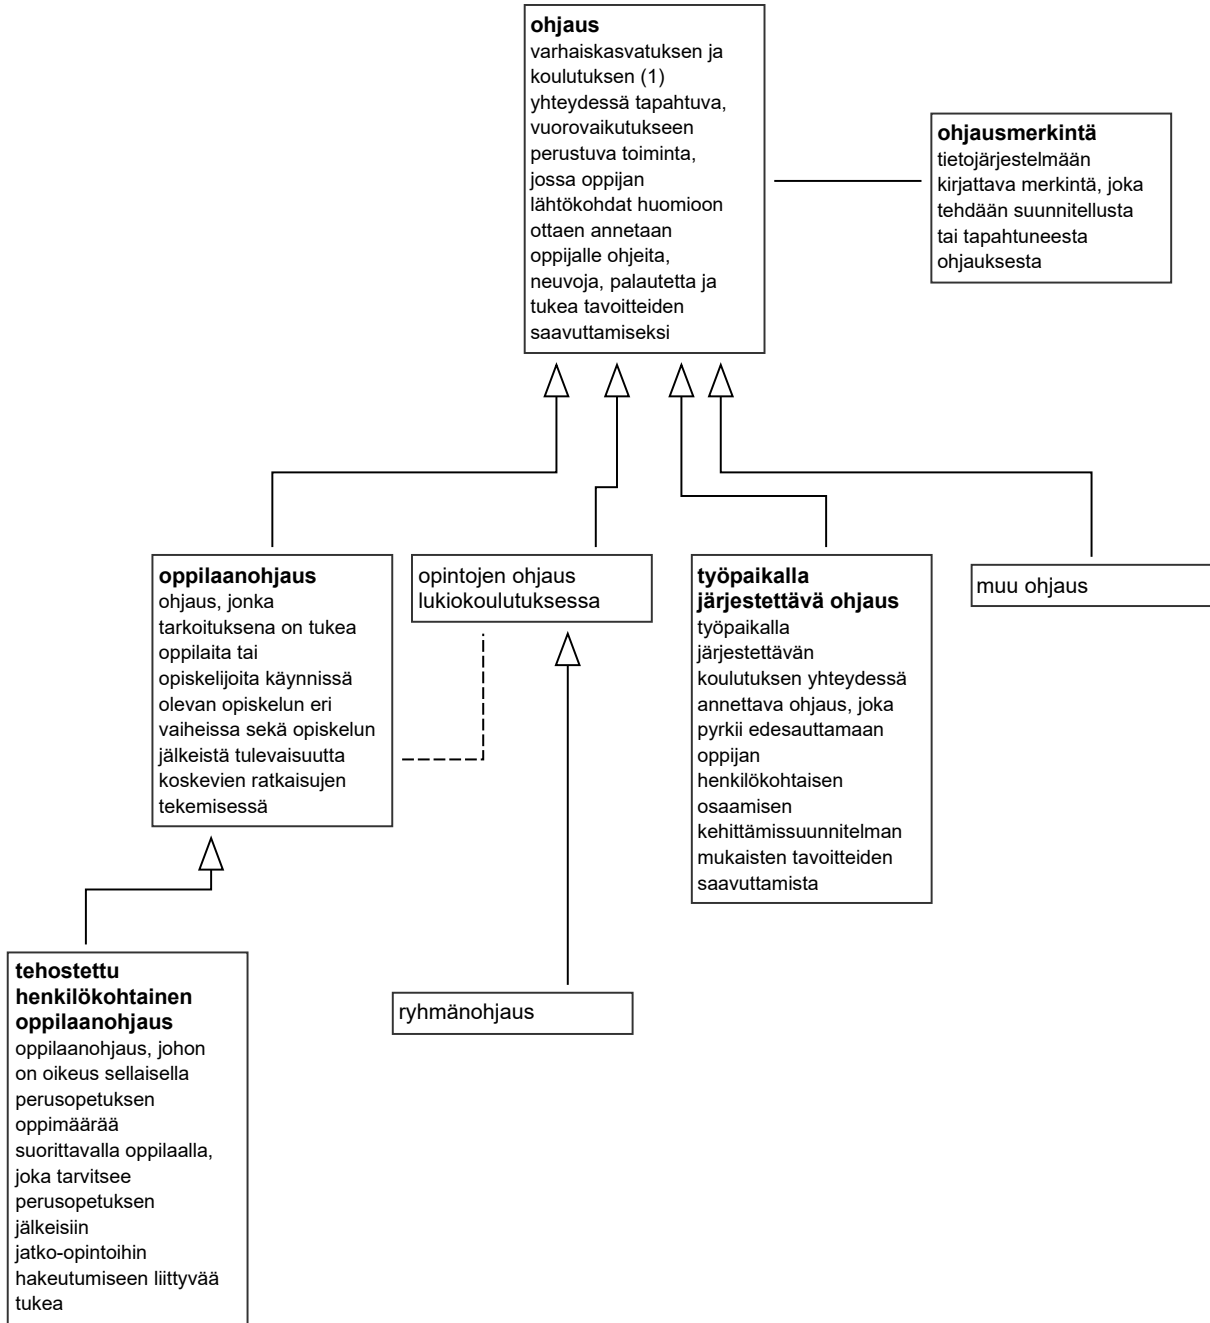 ohjaus
varhaiskasvatuksen ja
koulutuksen (1)
yhteydessä tapahtuva,
vuorovaikutukseen
perustuva toiminta,
jossa oppijan
lähtökohdat huomioon
ottaen annetaan
oppijalle ohjeita,
neuvoja, palautetta ja
tukea tavoitteiden
saavuttamiseksi
ohjausmerkintä
tietojärjestelmään
kirjattava merkintä, joka
tehdään suunnitellusta
tai tapahtuneesta
ohjauksesta
oppilaanohjaus
ohjaus, jonka
tarkoituksena on tukea
oppilaita tai
opiskelijoita käynnissä
olevan opiskelun eri
vaiheissa sekä opiskelun
jälkeistä tulevaisuutta
koskevien ratkaisujen
tekemisessä
opintojen ohjaus
lukiokoulutuksessa
työpaikalla
järjestettävä ohjaus
työpaikalla
järjestettävän
koulutuksen yhteydessä
annettava ohjaus, joka
pyrkii edesauttamaan
oppijan
henkilökohtaisen
osaamisen
kehittämissuunnitelman
mukaisten tavoitteiden
saavuttamista
muu ohjaus
tehostettu
henkilökohtainen
oppilaanohjaus
oppilaanohjaus, johon
on oikeus sellaisella
perusopetuksen
oppimäärää
suorittavalla oppilaalla,
joka tarvitsee
perusopetuksen
jälkeisiin
jatko-opintoihin
hakeutumiseen liittyvää
tukea
ryhmänohjaus